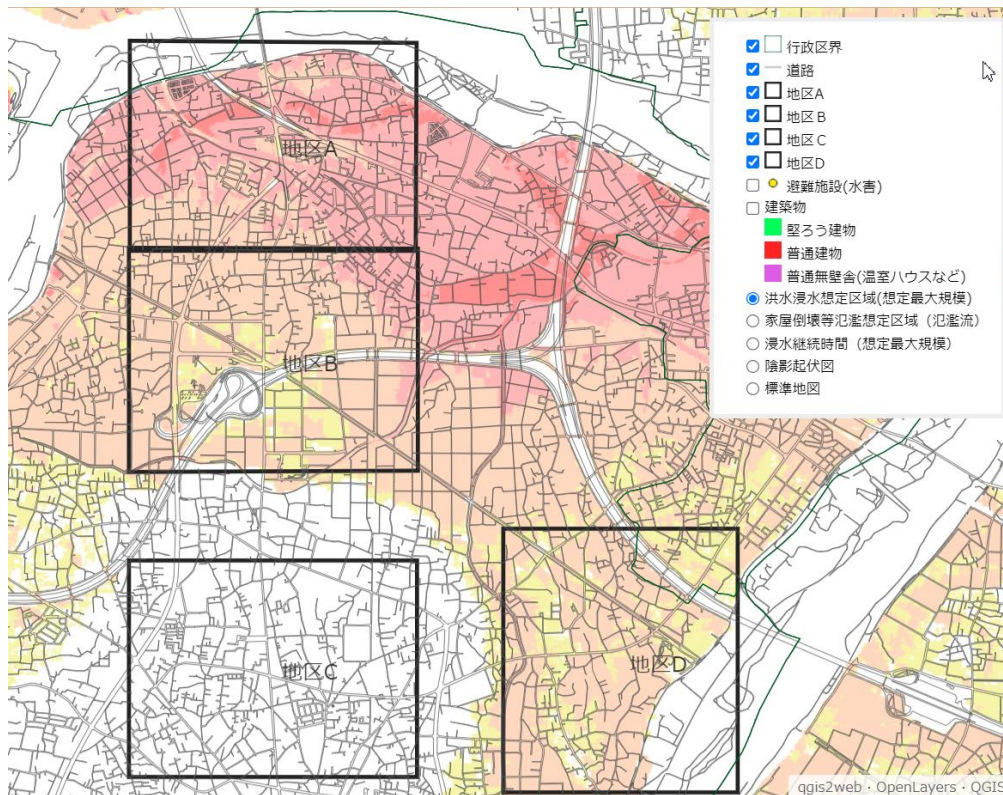 行政区界
道路
地区A
地区B
地区C
地区D
避難施設(水害)
建築物
堅ろう建物
普通建物
普通無壁舎(温室ハウスなど)
洪水浸水想定区域(想定最大規模)
家屋倒壊等氾濫想定区域（氾濫流）
浸水継続時間（想定最大規模）
陰影起伏図
標準地図
地区A
地区B
地区C
地区D
qgis2web · OpenLayers · QGIS